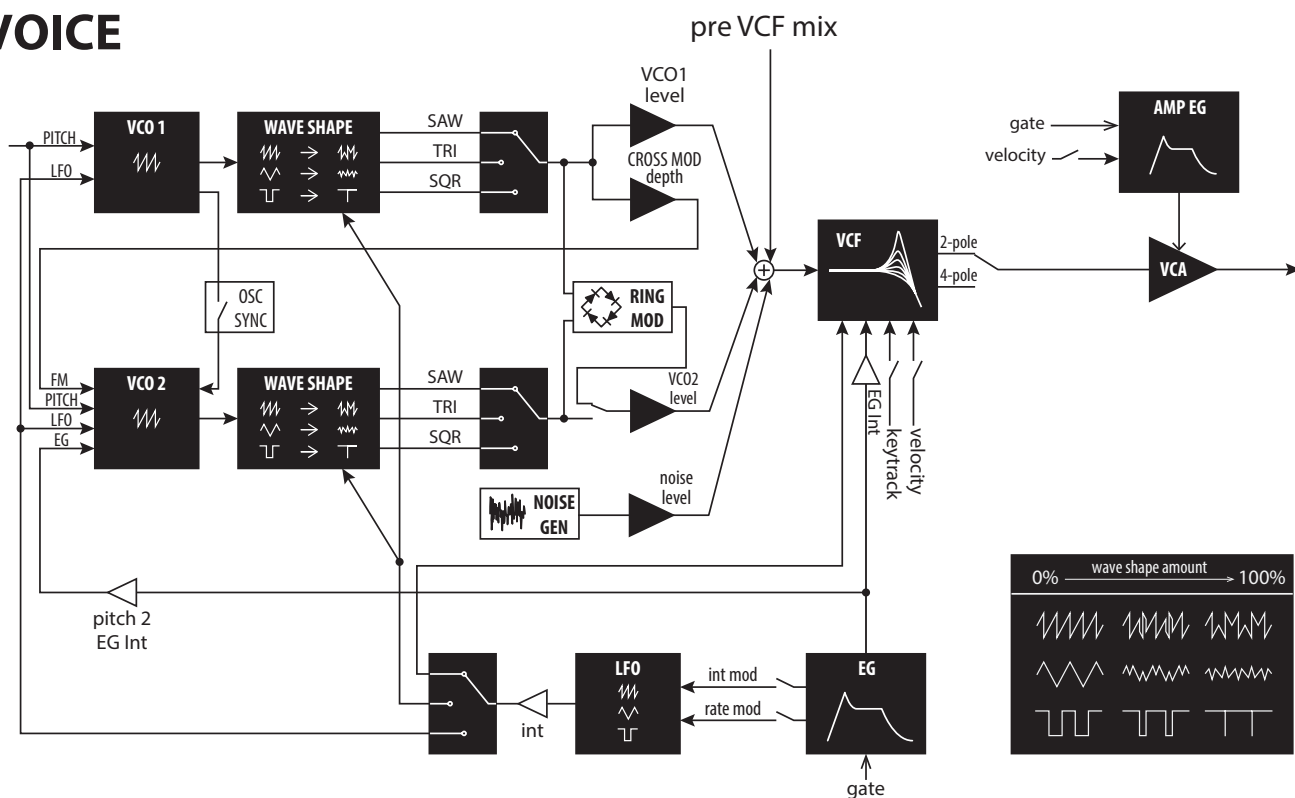 VOICE
pre VCF mix
VCO1
level
AMP EG
VCO 1
WAVE SHAPE
SAW
TRI
SQR
PITCH
LFO
CROSS MOD
depth
gate
velocity
VCF
2-pole
4-pole
VCA
OSC
SYNC
RING
MOD
FM
PITCH
LFO
EG
VCO 2
WAVE SHAPE
SAW
TRI
SQR
VCO2
level
EG Int
keytrack
velocity
noise
level
NOISE
GEN
pitch 2
EG Int
0% wave shape amount 100%
LFO
int mod
rate mod
EG
int
gate